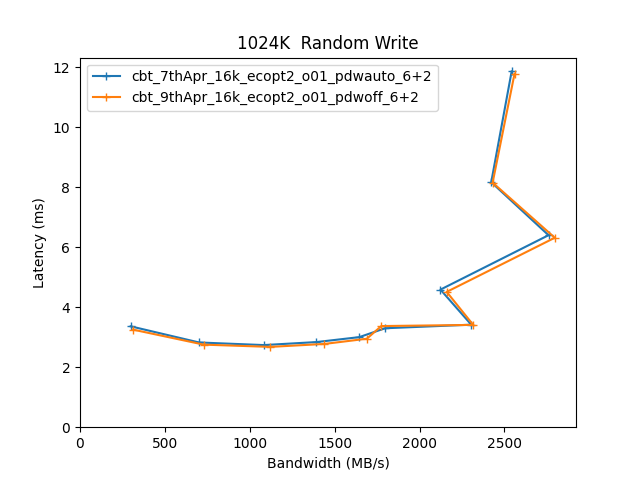 1024K  Random Write
cbt_7thApr_16k_ecopt2_o01_pdwauto_6+2
cbt_9thApr_16k_ecopt2_o01_pdwoff_6+2
Latency (ms)
12
10
8
6
4
2
0
0 500 1000 1500 2000 2500
Bandwidth (MB/s)